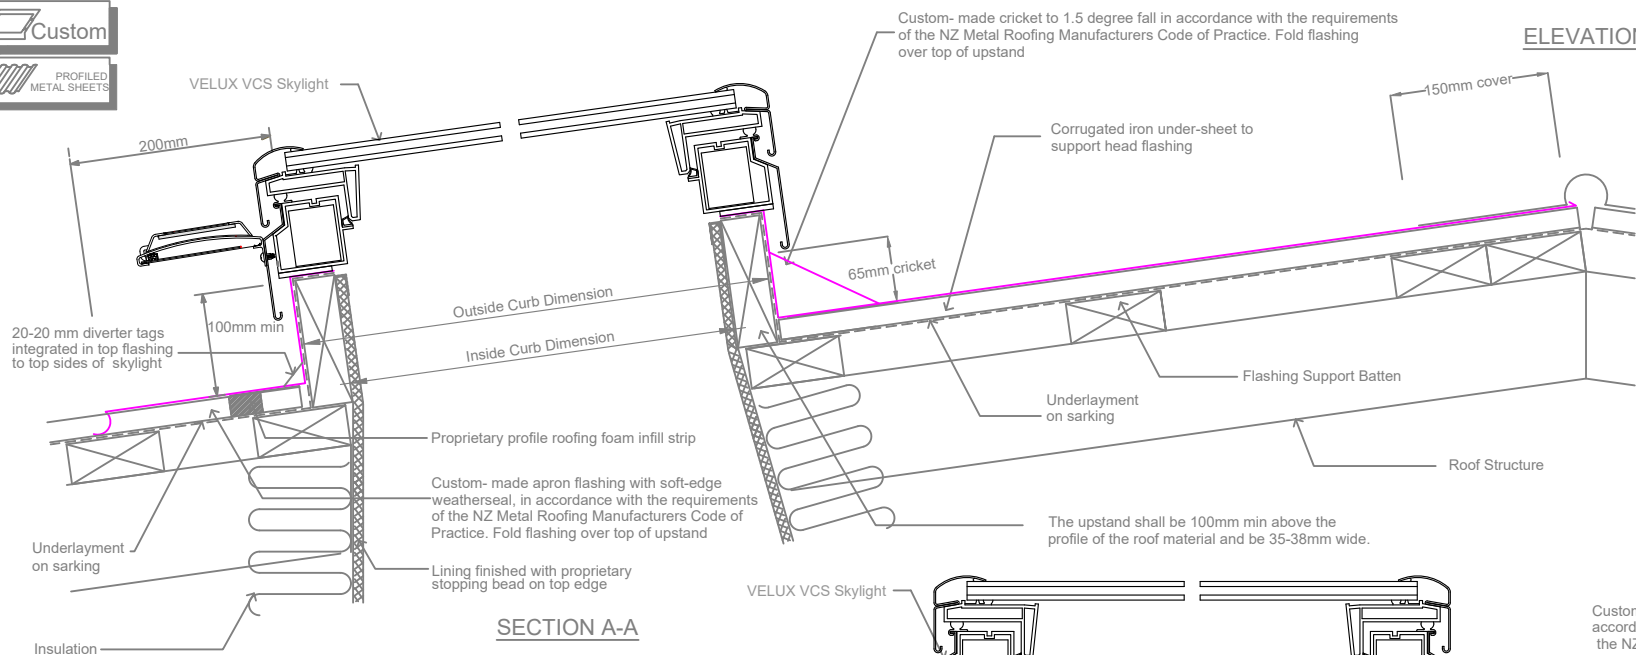 Custom
PROFILED
METAL SHEETS
VELUX VCS Skylight
200mm
Custom- made cricket to 1.5 degree fall in accordance with the requirements
of the NZ Metal Roofing Manufacturers Code of Practice. Fold flashing
over top of upstand
ELEVATION
150mm cover
Corrugated iron under-sheet to
support head flashing
65mm cricket
Outside Curb Dimension
Inside Curb Dimension
100mm min
20-20 mm diverter tags
integrated in top flashing
to top sides of skylight
Flashing Support Batten
Underlayment
on sarking
Proprietary profile roofing foam infill strip
Roof Structure
Custom- made apron flashing with soft-edge
weatherseal, in accordance with the requirements
of the NZ Metal Roofing Manufacturers Code of
Practice. Fold flashing over top of upstand
The upstand shall be 100mm min above the
profile of the roof material and be 35-38mm wide.
Underlayment
on sarking
Lining finished with proprietary
stopping bead on top edge
VELUX VCS Skylight
SECTION A-A
Insulation
Custom
accord
the NZ